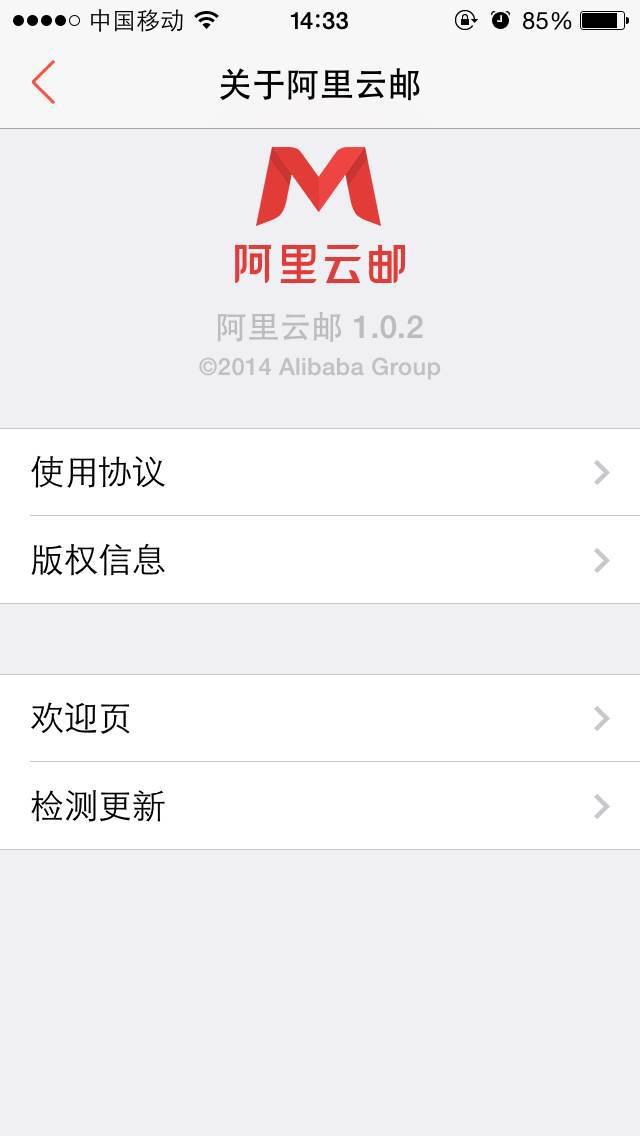 中国移动 14:33 85%
关于阿里云邮
阿里云邮
阿里云邮 1.0.2
©2014 Alibaba Group
使用协议
版权信息
欢迎页
检测更新